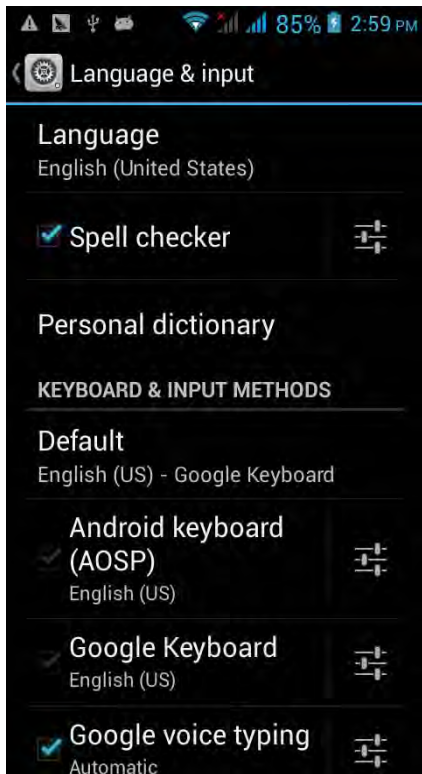 85% 2:59 PM
Language & input
Language
English (United States)
Spell checker
Personal dictionary
KEYBOARD & INPUT METHODS
Default
English (US) - Google Keyboard
Android keyboard
(AOSP)
English (US)
Google Keyboard
English (US)
Google voice typing
Automatic